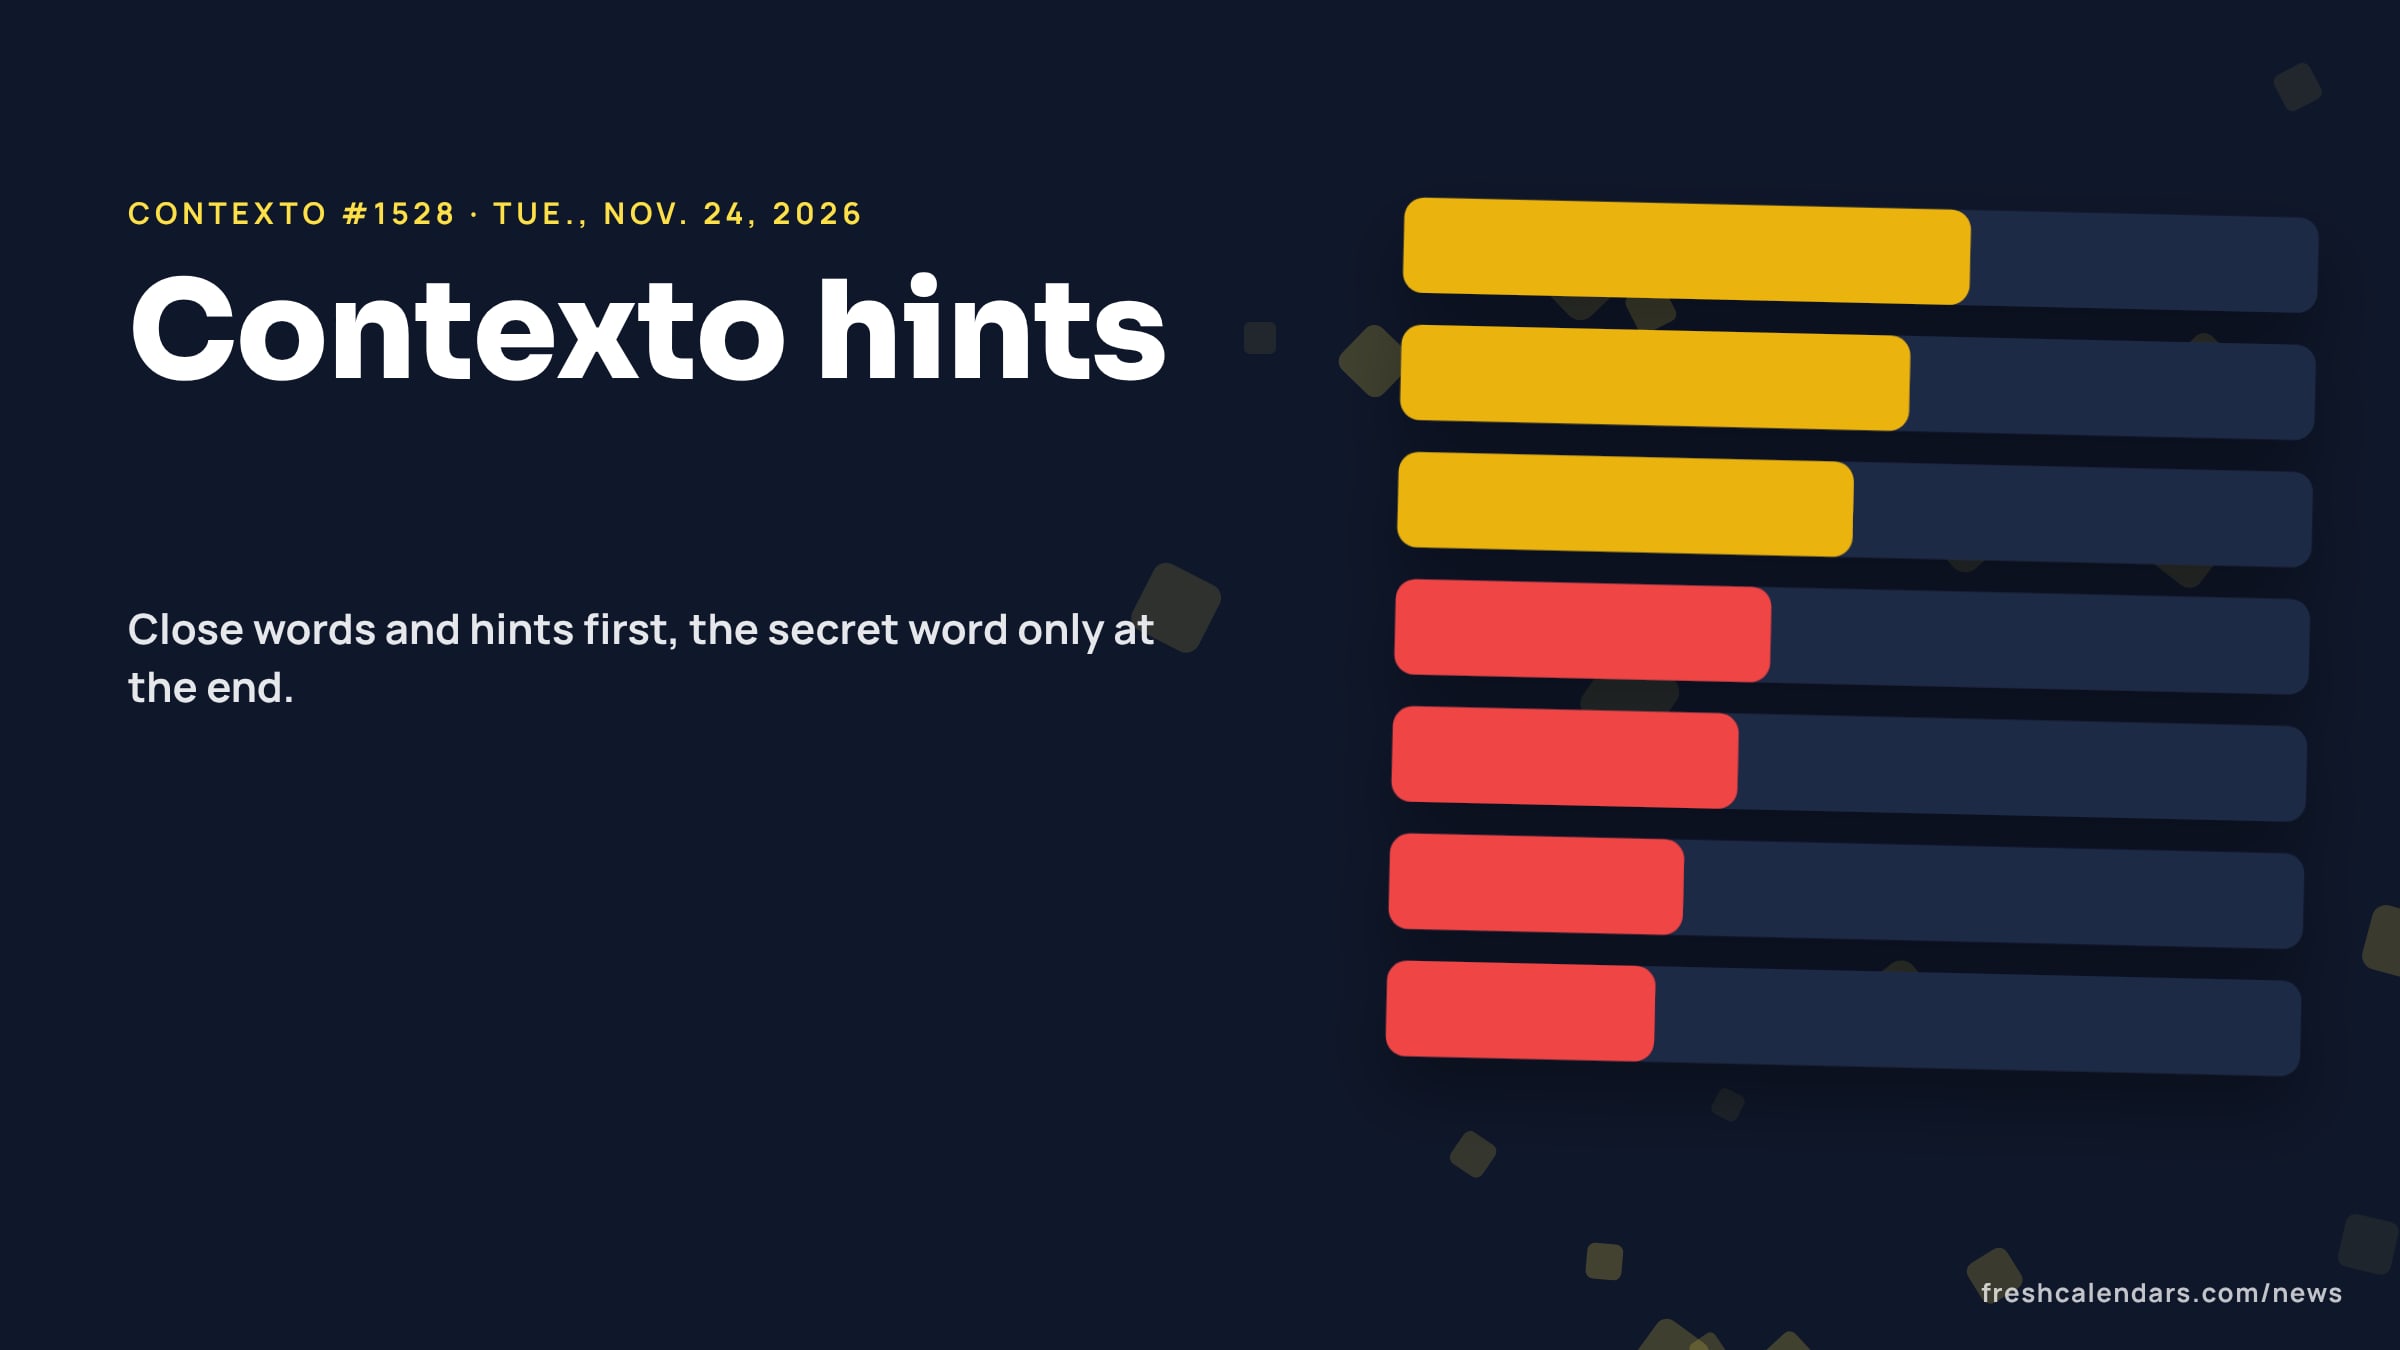 CONTEXTO #1528 · TUE., NOV. 24, 2026
Contexto hints
Close words and hints first, the secret word only at
the end.
freshcalendars.com/news